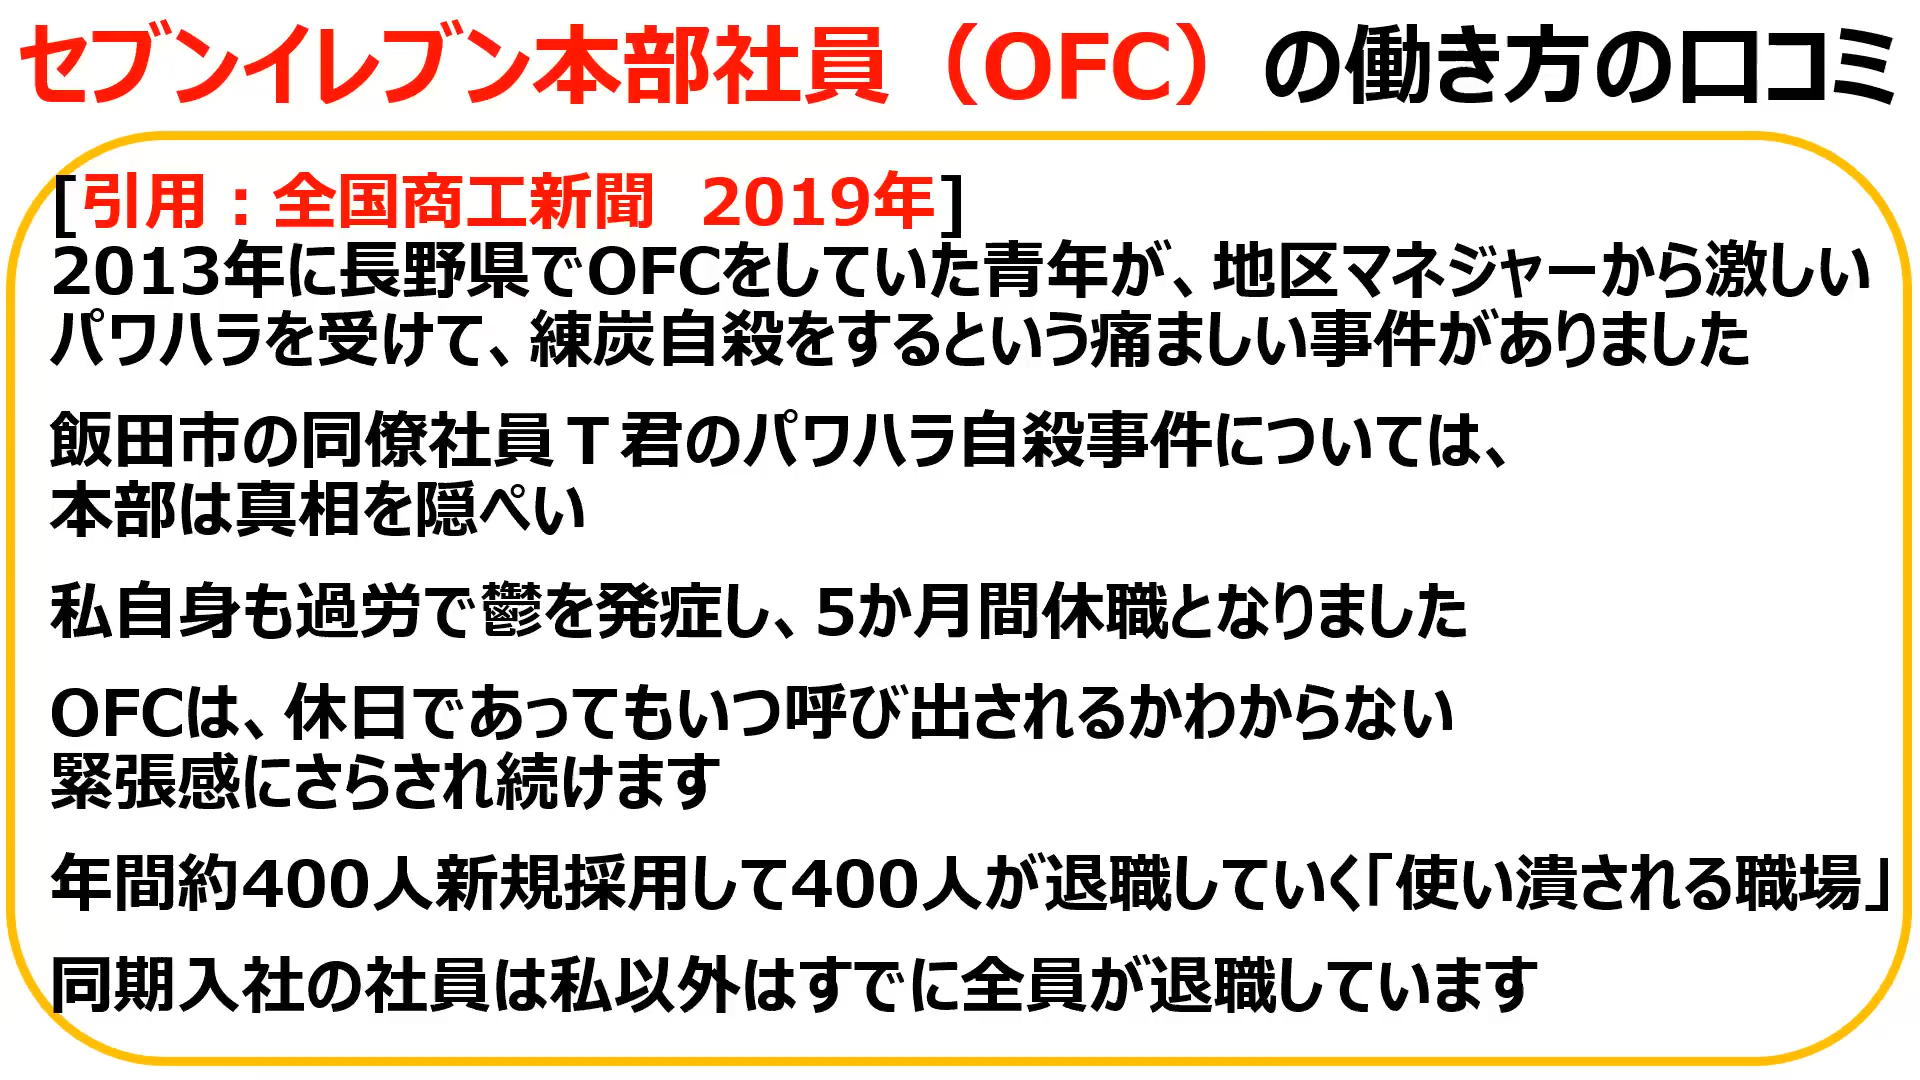 セブンイレブン本部社員（OFC）の働き方の口コミ
[引用：全国商工新聞　2019年]
2013年に長野県でOFCをしていた青年が、地区マネジャーから激しい
パワハラを受けて、練炭自殺をするという痛ましい事件がありました
飯田市の同僚社員Ｔ君のパワハラ自殺事件については、
本部は真相を隠ぺい
私自身も過労で鬱を発症し、5か月間休職となりました
OFCは、休日であってもいつ呼び出されるかわからない
緊張感にさらされ続けます
年間約400人新規採用して400人が退職していく「使い潰される職場」
同期入社の社員は私以外はすでに全員が退職しています